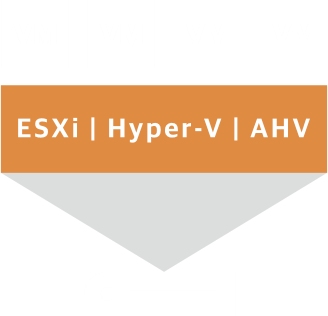 ESXi | Hyper-V | AHV